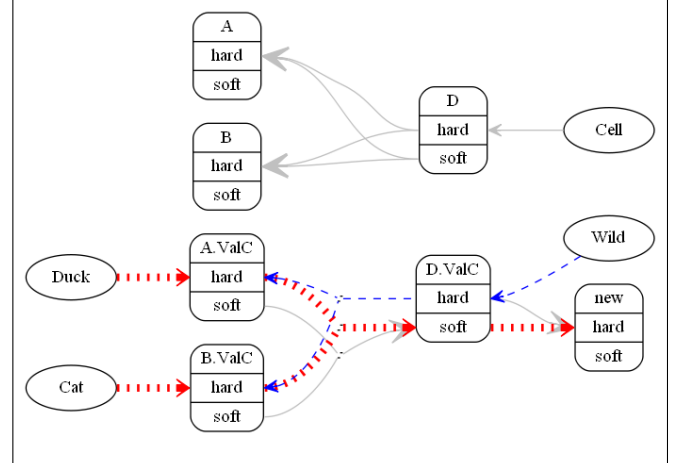 A
hard
soft
D
hard
soft
Cell
B
hard
soft
Duck
A.ValC
hard
soft
Wild
D.ValC
hard
soft
new
hard
soft
Cat
B.ValC
hard
soft